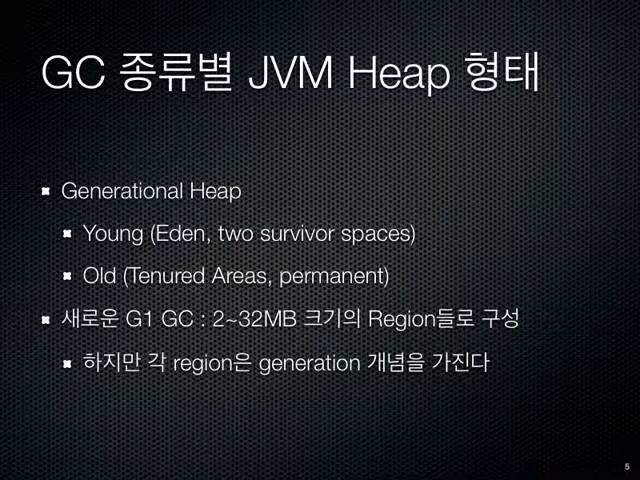 GC 종류별 JVM Heap 형태
Generational Heap
Young (Eden, two survivor spaces)
Old (Tenured Areas, permanent)
새로운 G1 GC : 2~32MB 크기의 Region들로 구성
하지만 각 region은 generation 개념을 가진다
5